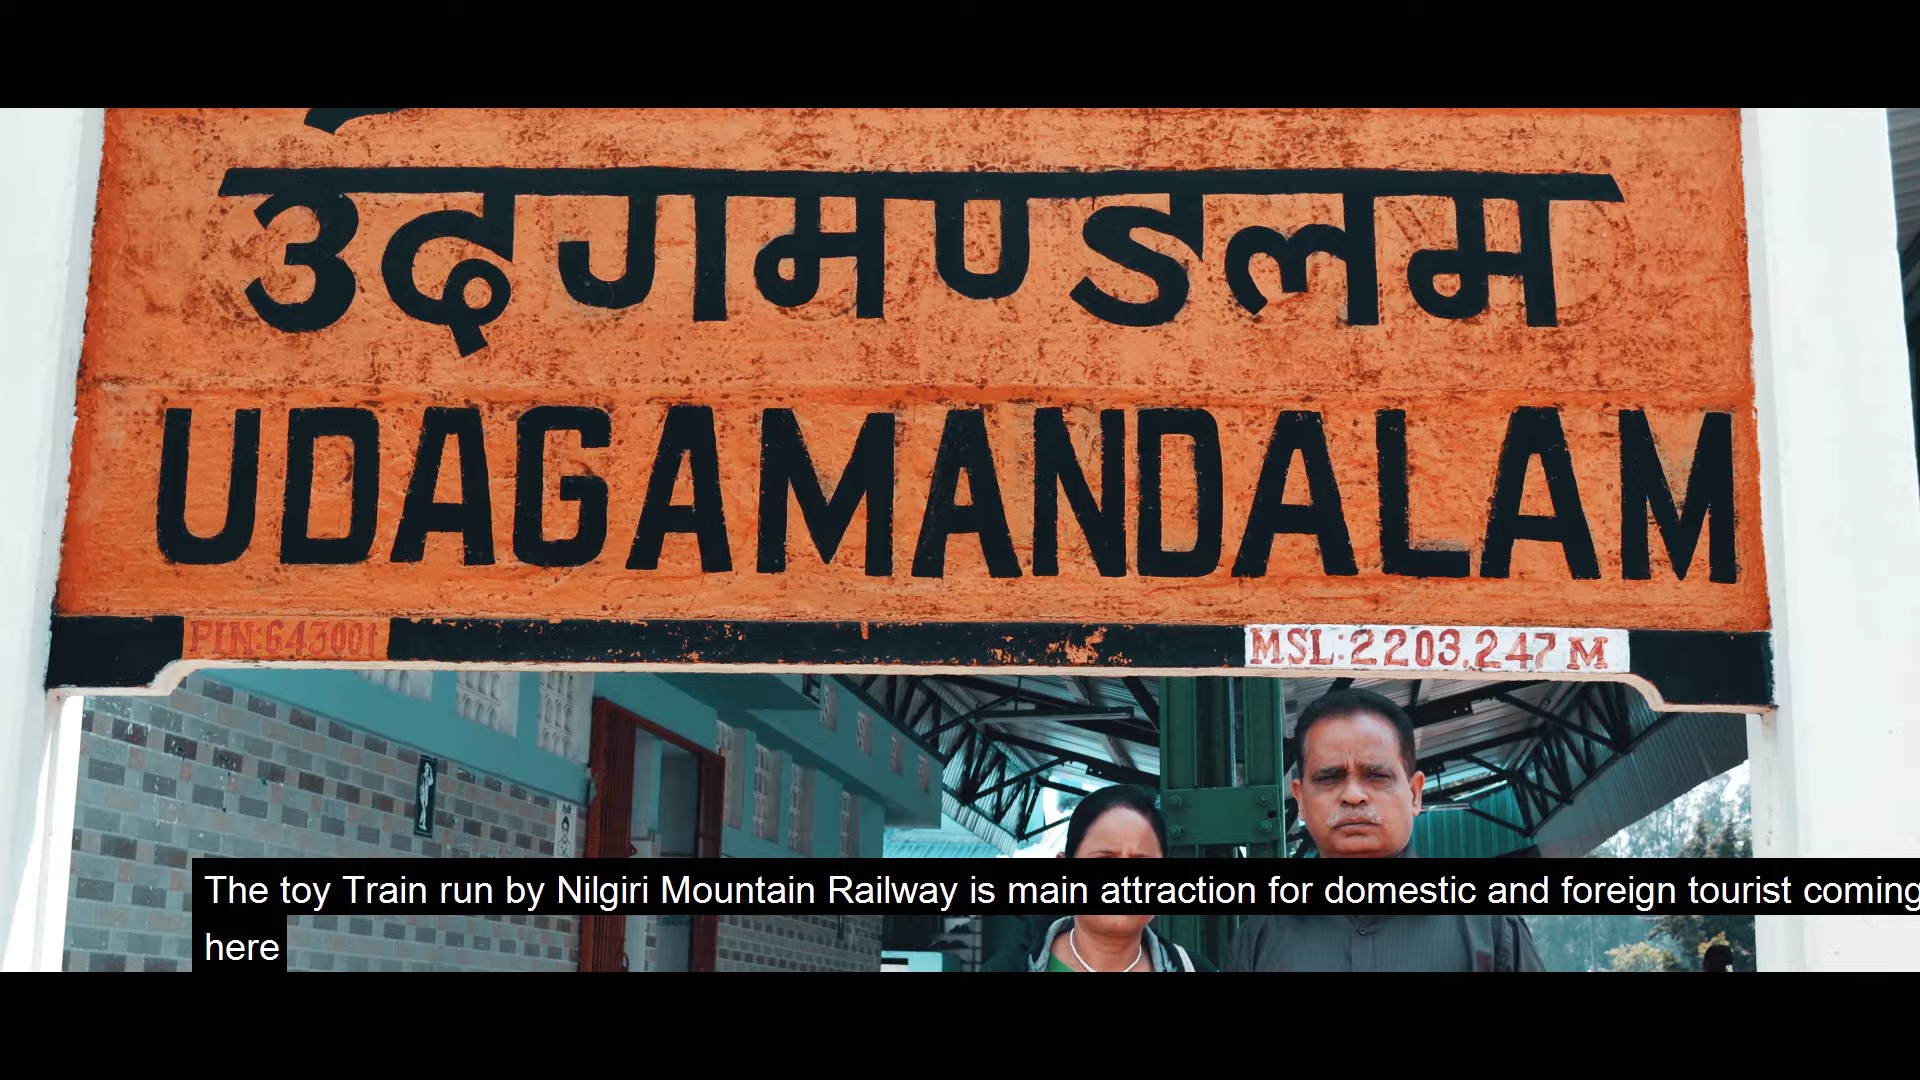 उदगमण्डलम
UDAGAMANDALAM
PIN:643001
MSL:2203.247 M
The toy Train run by Nilgiri Mountain Railway is main attraction for domestic and foreign tourist coming
here